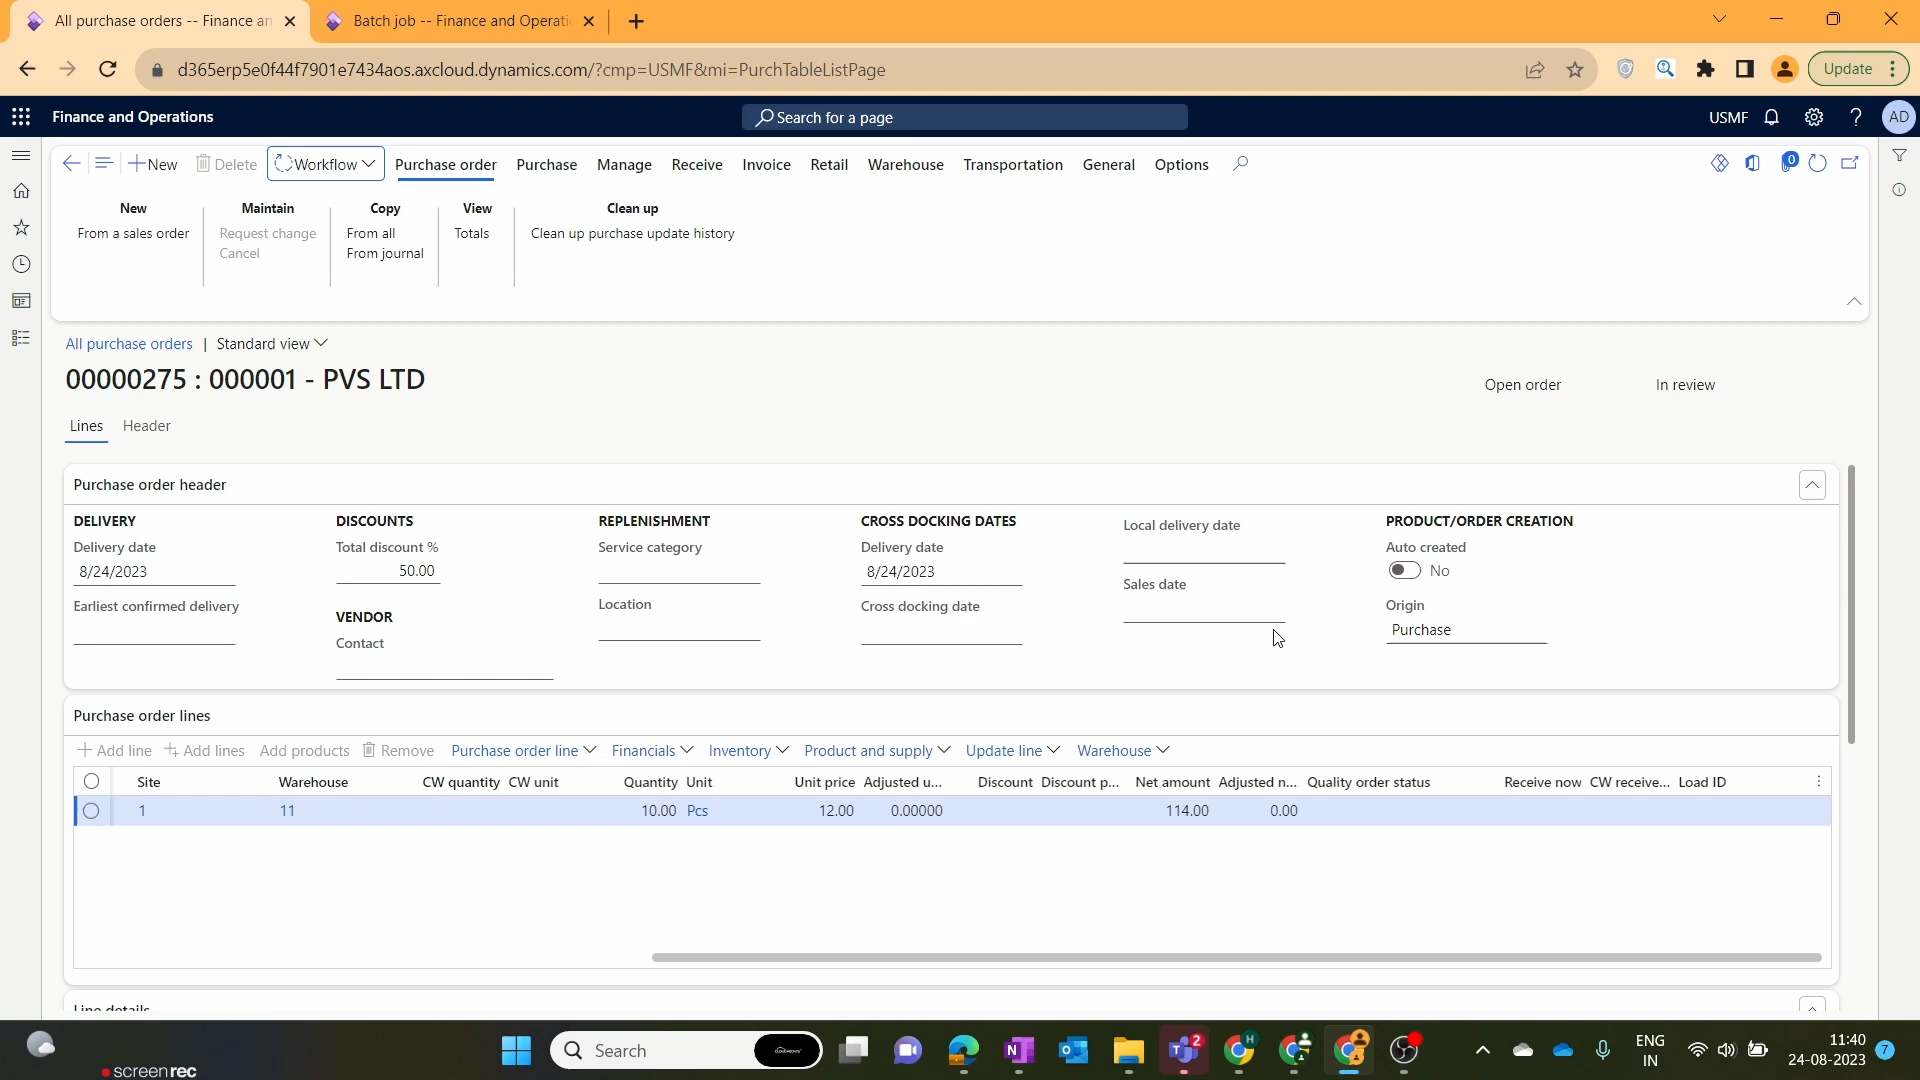 All purchase orders -- Finance an
Batch job -- Finance and Operati
d365erp5e0f44f7901e7434aos.axcloud.dynamics.com/?cmp=USMF&mi=PurchTableListPage
Update
Finance and Operations
Search for a page
USMF
AD
New Delete Workflow Purchase order Purchase Manage Receive Invoice Retail Warehouse Transportation General Options
0
New Maintain Copy View Clean up
From a sales order Request change From all Totals Clean up purchase update history
Cancel From journal
All purchase orders | Standard view
00000275 : 000001 - PVS LTD
Open order In review
Lines Header
Purchase order header
DELIVERY DISCOUNTS REPLENISHMENT CROSS DOCKING DATES Local delivery date PRODUCT/ORDER CREATION
Delivery date Total discount % Service category Delivery date Auto created
8/24/2023 50.00 8/24/2023 No
Sales date
Earliest confirmed delivery Location Cross docking date Origin
VENDOR
Purchase
Contact
Purchase order lines
Add line Add lines Add products Remove Purchase order line Financials Inventory Product and supply Update line Warehouse
Site Warehouse CW quantity CW unit Quantity Unit Unit price Adjusted u... Discount Discount p... Net amount Adjusted n... Quality order status Receive now CW receive... Load ID
1 11 10.00 Pcs 12.00 0.00000 114.00 0.00
Line details
Search
2
H
ENG
IN
11:40
24-08-2023
7
screenrec